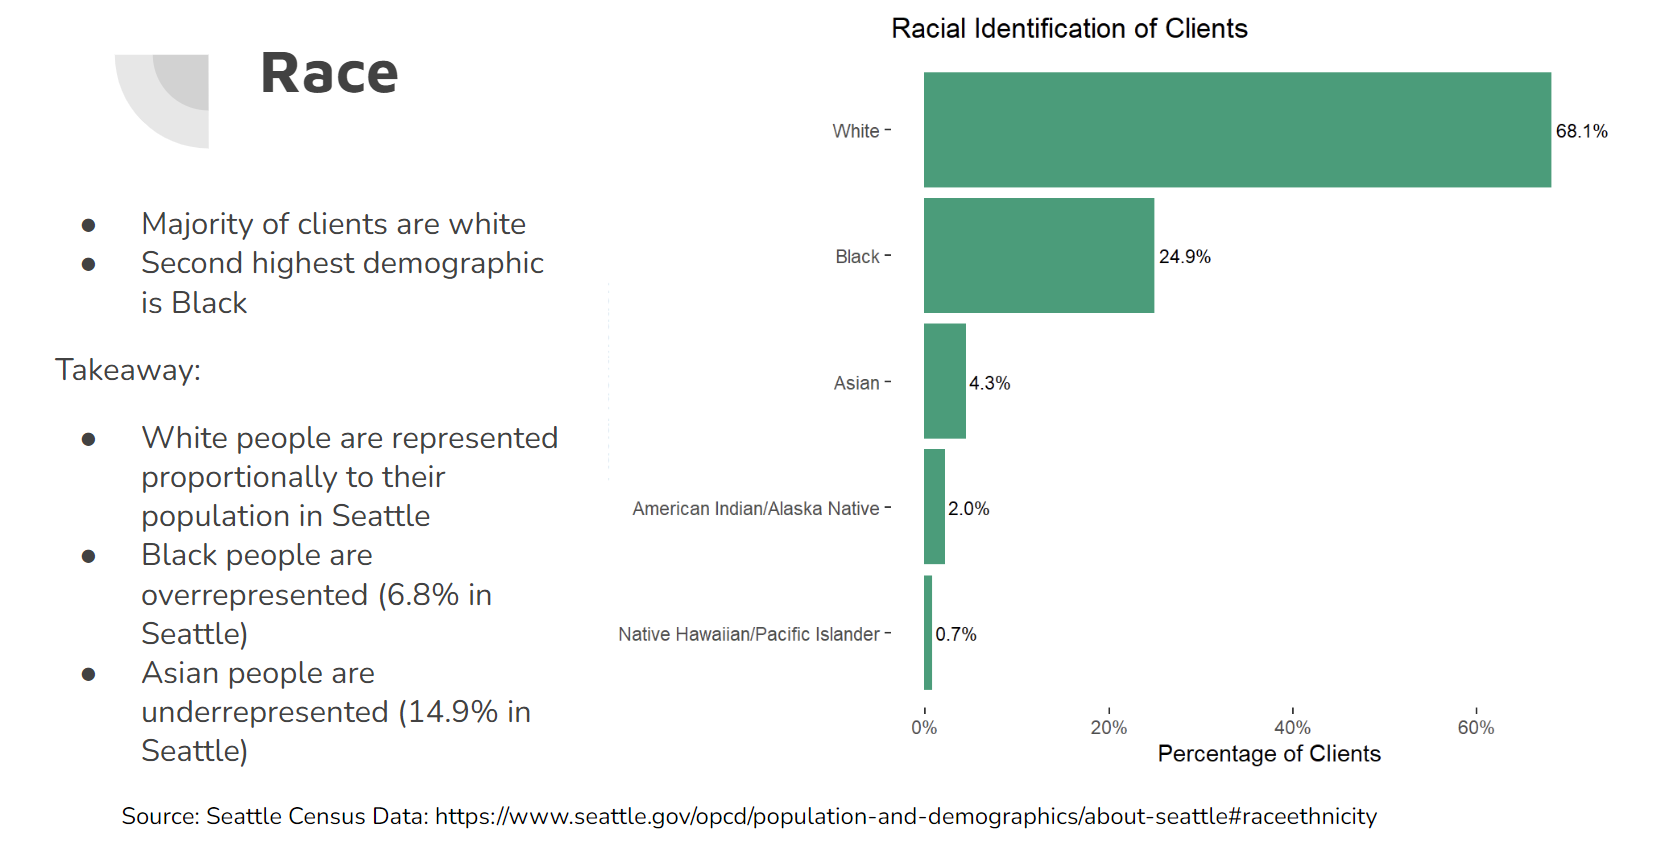 Race
● Majority of clients are white
● Second highest demographic
is Black
Takeaway:
● White people are represented
proportionally to their
population in Seattle
● Black people are
overrepresented (6.8% in
Seattle)
● Asian people are
underrepresented (14.9% in
Seattle)
Racial Identification of Clients
White 68.1%
Black 24.9%
Asian 4.3%
American Indian/Alaska Native 2.0%
Native Hawaiian/Pacific Islander 0.7%
0% 20% 40% 60%
Percentage of Clients
Source: Seattle Census Data: https://www.seattle.gov/opcd/population-and-demographics/about-seattle#raceethnicity